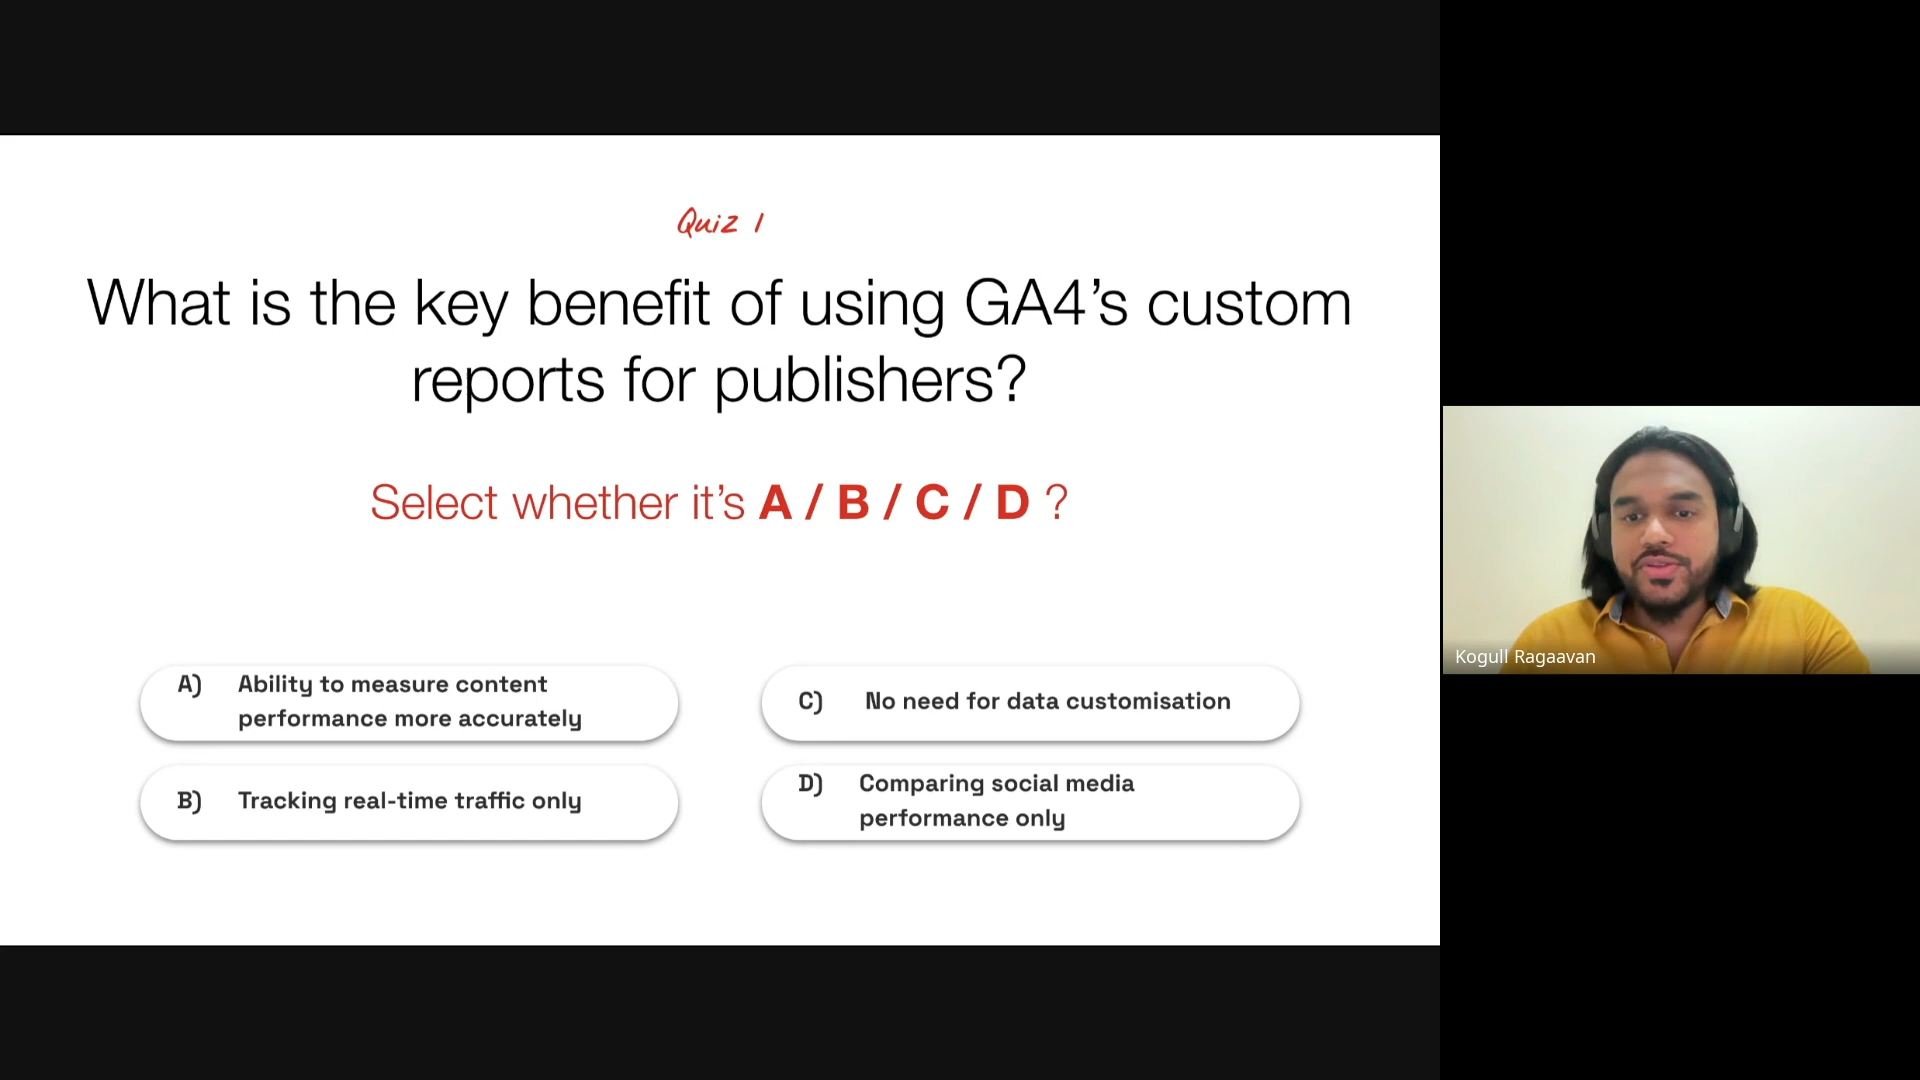 Quiz 1
What is the key benefit of using GA4's custom
reports for publishers?
Select whether it's A / B / C / D ?
A) Ability to measure content
performance more accurately
B) Tracking real-time traffic only
C) No need for data customisation
D) Comparing social media
performance only
Kogull Ragaavan